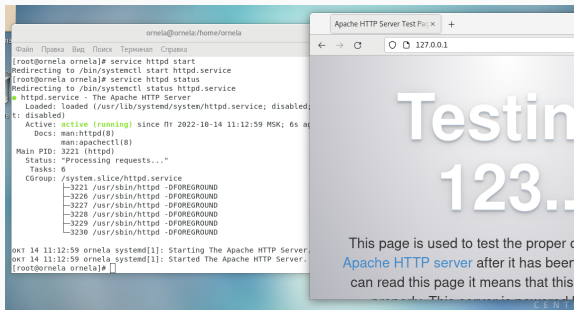 ornela@ornela:/home/ornela
Файл Правка Вид Поиск Терминал Справка
[root@ornela ornela]# service httpd start
Redirecting to /bin/systemctl start httpd.service
[root@ornela ornela]# service httpd status
Redirecting to /bin/systemctl status httpd.service
● httpd.service - The Apache HTTP Server
Loaded: loaded (/usr/lib/systemd/system/httpd.service; disabled;
t: disabled)
Active: active (running) since Пт 2022-10-14 11:12:59 MSK; 6s ag
Docs: man:httpd(8)
man:apachectl(8)
Main PID: 3221 (httpd)
Status: "Processing requests..."
Tasks: 6
CGroup: /system.slice/httpd.service
├─3221 /usr/sbin/httpd -DFOREGROUND
├─3226 /usr/sbin/httpd -DFOREGROUND
├─3227 /usr/sbin/httpd -DFOREGROUND
├─3228 /usr/sbin/httpd -DFOREGROUND
├─3229 /usr/sbin/httpd -DFOREGROUND
└─3230 /usr/sbin/httpd -DFOREGROUND
окт 14 11:12:59 ornela systemd[1]: Starting The Apache HTTP Server.
окт 14 11:12:59 ornela systemd[1]: Started The Apache HTTP Server.
[root@ornela ornela]#
Apache HTTP Server Test Pag × +
127.0.0.1
Testin
123..
This page is used to test the proper o
Apache HTTP server after it has been
can read this page it means that this
properly. This server is powered
CENT